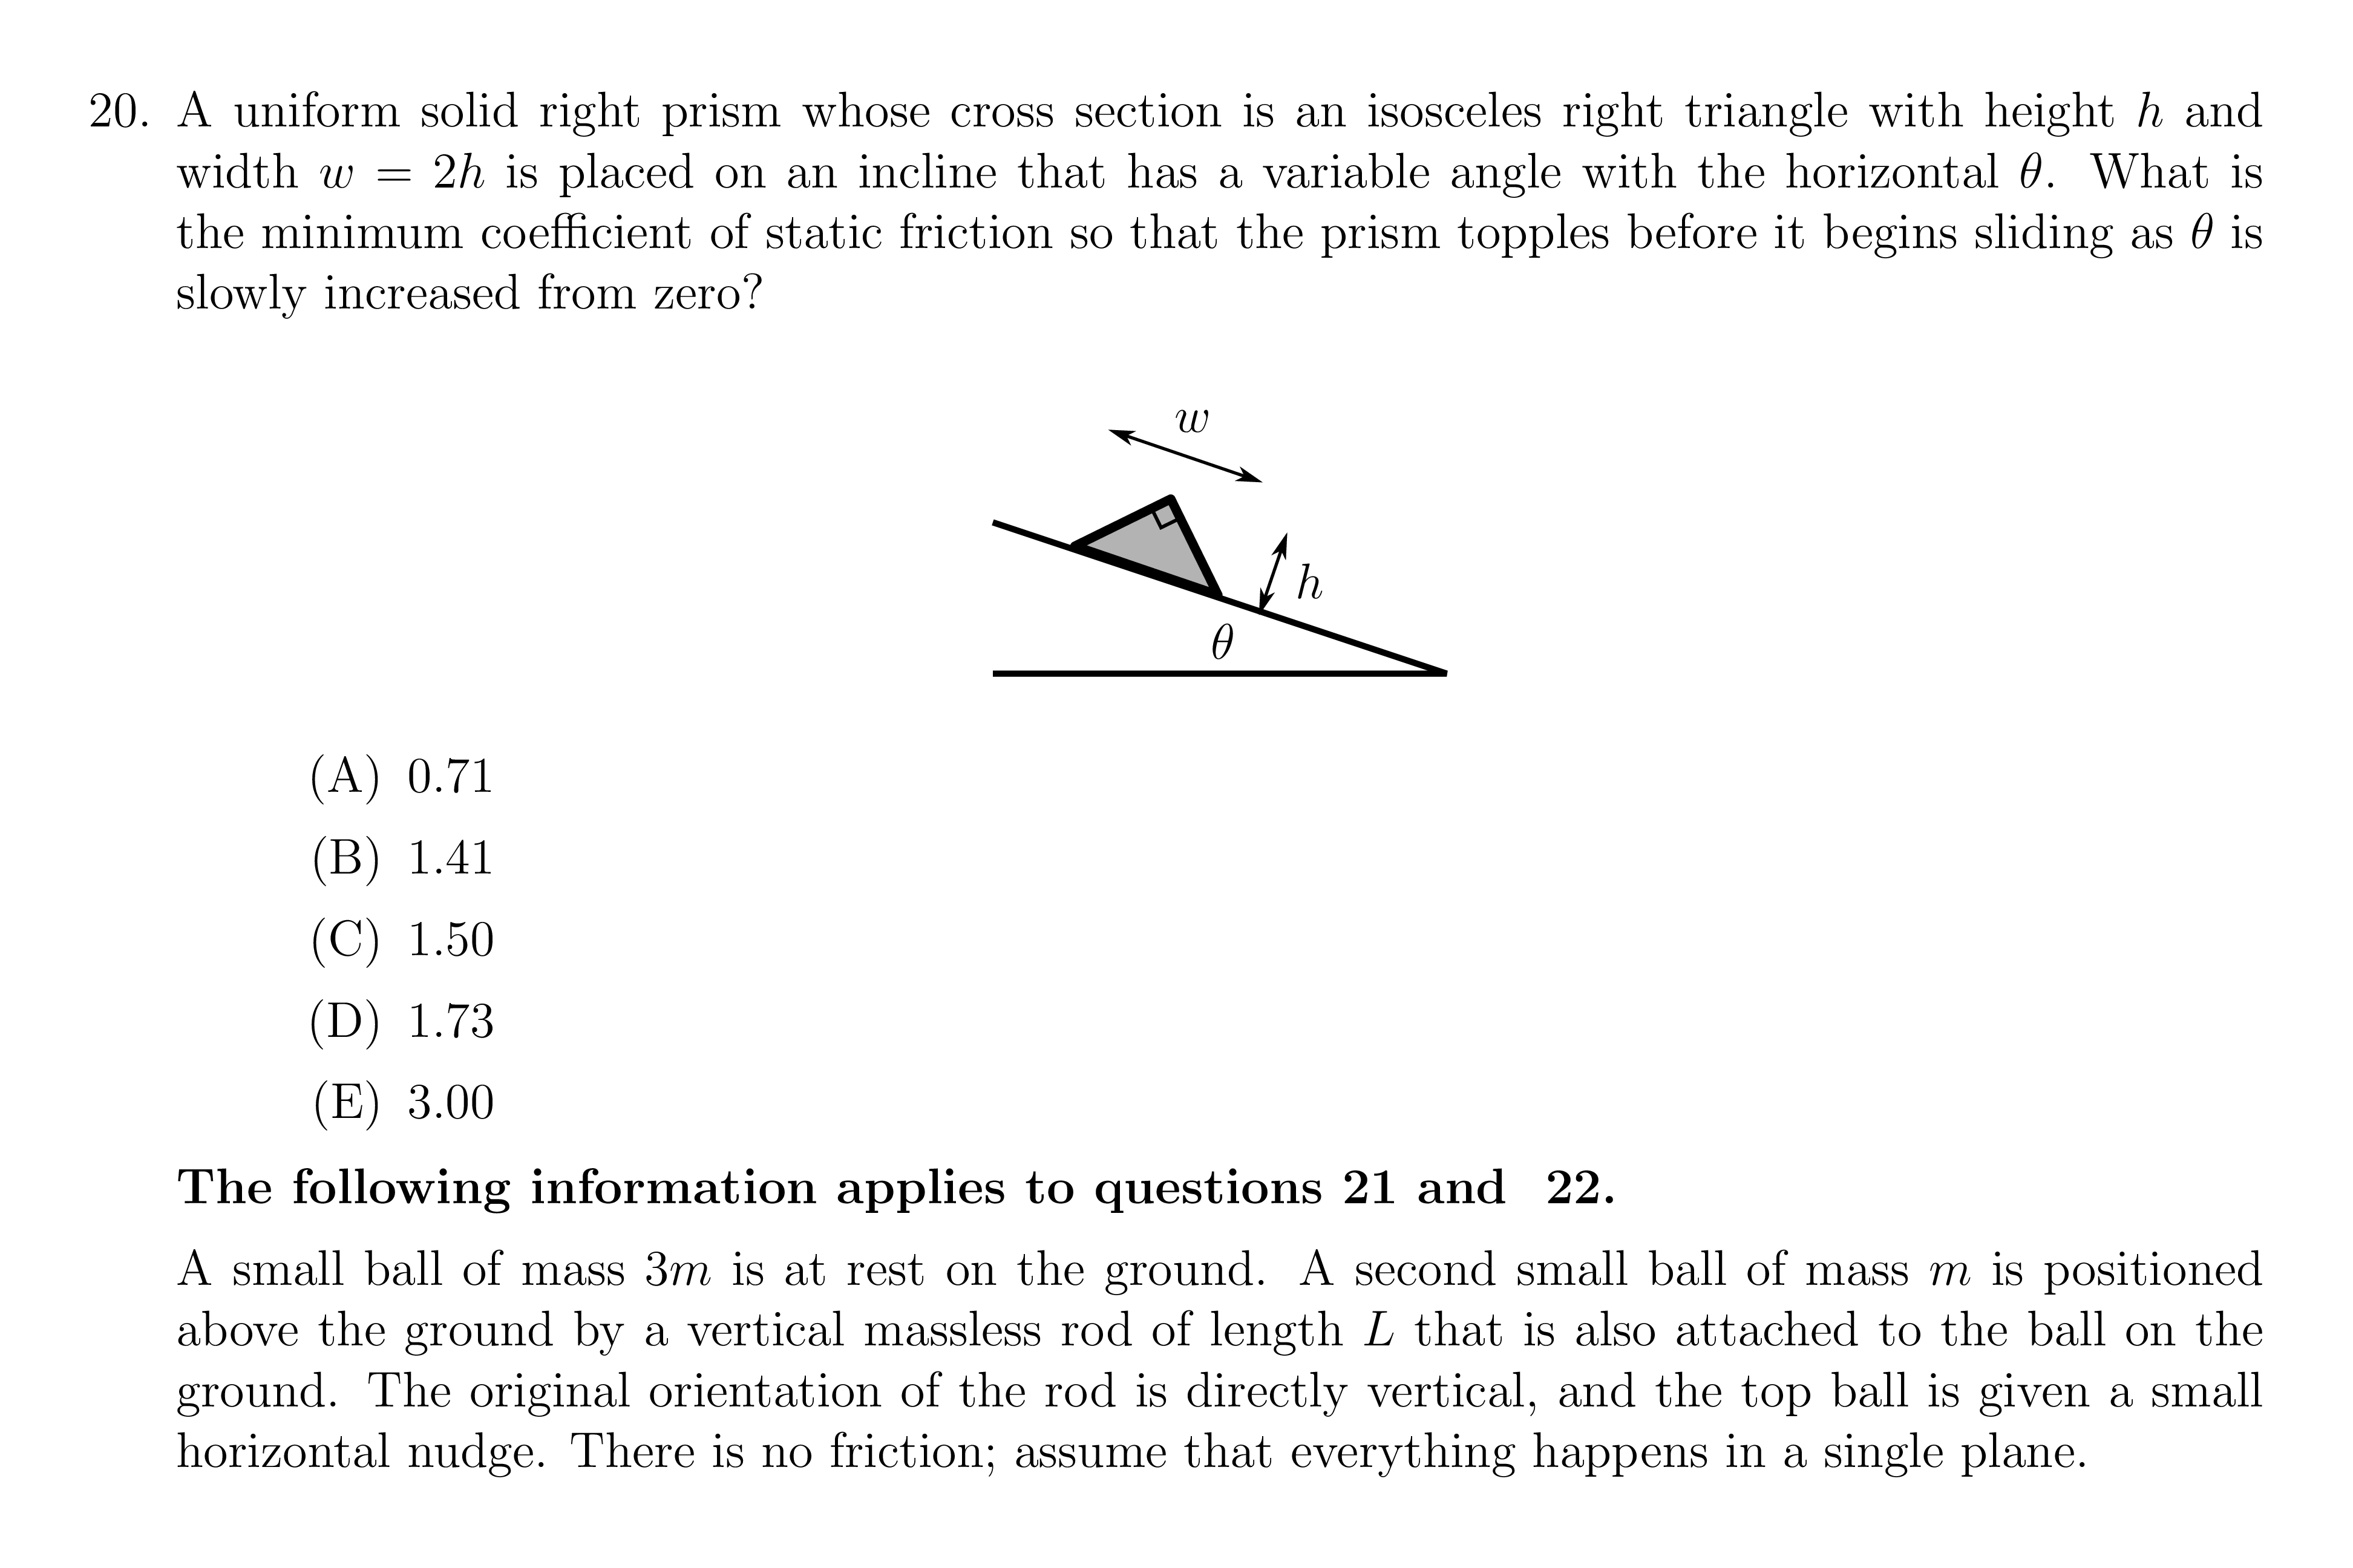 20. A uniform solid right prism whose cross section is an isosceles right triangle with height h and
width w = 2h is placed on an incline that has a variable angle with the horizontal θ. What is
the minimum coefficient of static friction so that the prism topples before it begins sliding as θ is
slowly increased from zero?
w
h
θ
(A) 0.71
(B) 1.41
(C) 1.50
(D) 1.73
(E) 3.00
The following information applies to questions 21 and 22.
A small ball of mass 3m is at rest on the ground. A second small ball of mass m is positioned
above the ground by a vertical massless rod of length L that is also attached to the ball on the
ground. The original orientation of the rod is directly vertical, and the top ball is given a small
horizontal nudge. There is no friction; assume that everything happens in a single plane.